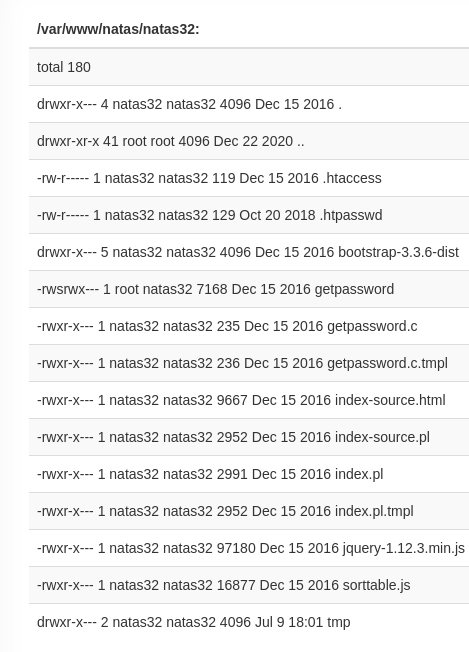 /var/www/natas/natas32:
total 180
drwxr-x--- 4 natas32 natas32 4096 Dec 15 2016 .
drwxr-xr-x 41 root root 4096 Dec 22 2020 ..
-rw-r----- 1 natas32 natas32 119 Dec 15 2016 .htaccess
-rw-r----- 1 natas32 natas32 129 Oct 20 2018 .htpasswd
drwxr-x--- 5 natas32 natas32 4096 Dec 15 2016 bootstrap-3.3.6-dist
-rwsrwx--- 1 root natas32 7168 Dec 15 2016 getpassword
-rwxr-x--- 1 natas32 natas32 235 Dec 15 2016 getpassword.c
-rwxr-x--- 1 natas32 natas32 236 Dec 15 2016 getpassword.c.tmpl
-rwxr-x--- 1 natas32 natas32 9667 Dec 15 2016 index-source.html
-rwxr-x--- 1 natas32 natas32 2952 Dec 15 2016 index-source.pl
-rwxr-x--- 1 natas32 natas32 2991 Dec 15 2016 index.pl
-rwxr-x--- 1 natas32 natas32 2952 Dec 15 2016 index.pl.tmpl
-rwxr-x--- 1 natas32 natas32 97180 Dec 15 2016 jquery-1.12.3.min.js
-rwxr-x--- 1 natas32 natas32 16877 Dec 15 2016 sorttable.js
drwxr-x--- 2 natas32 natas32 4096 Jul 9 18:01 tmp